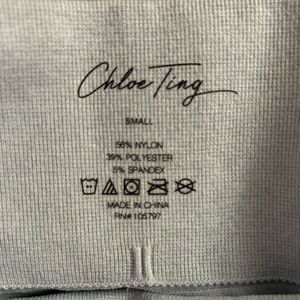 Chloe Ting
SMALL
56% NYLON
39% POLYESTER
5% SPANDEX
MADE IN CHINA
RN# 105797